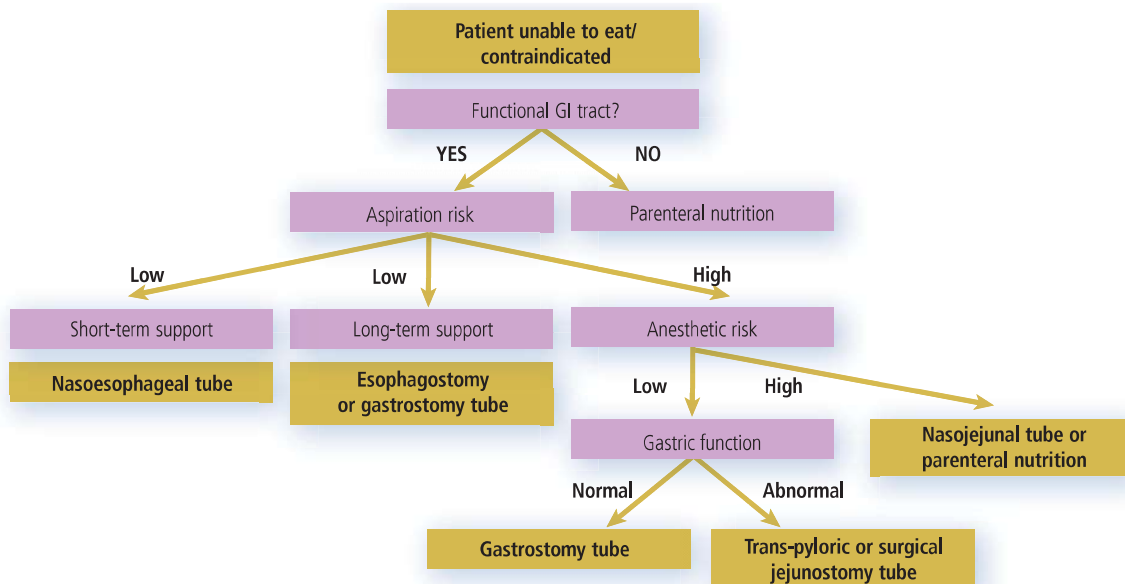 Patient unable to eat/
contraindicated
Functional GI tract?
YES
NO
Aspiration risk
Parenteral nutrition
Low
Low
High
Short-term support
Long-term support
Anesthetic risk
Nasoesophageal tube
Esophagostomy
or gastrostomy tube
Low
High
Gastric function
Nasojejunal tube or
parenteral nutrition
Normal
Abnormal
Gastrostomy tube
Trans-pyloric or surgical
jejunostomy tube